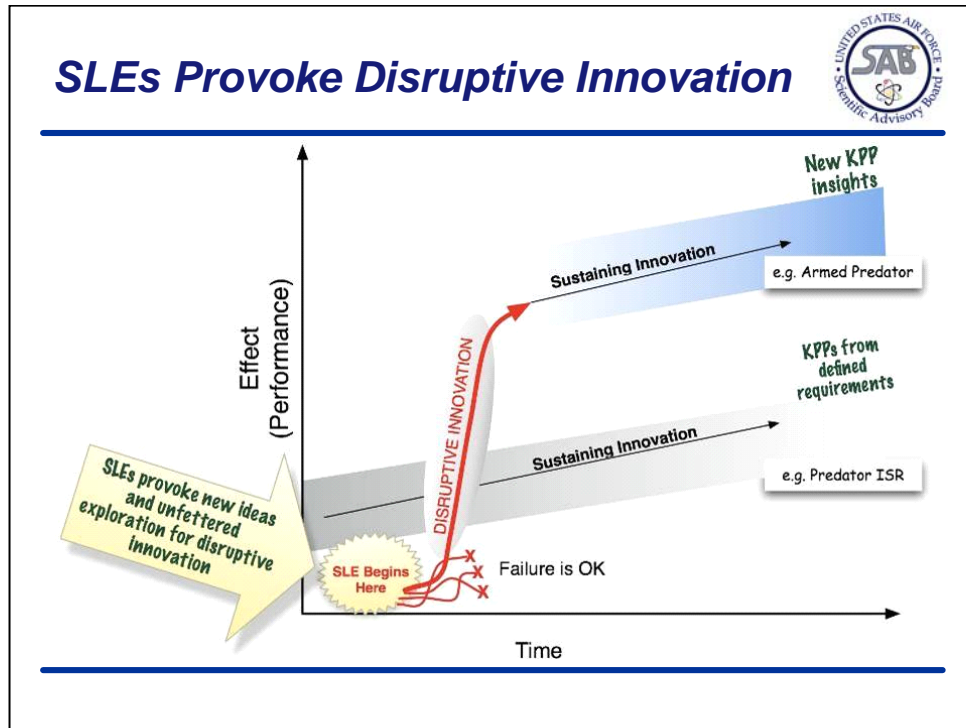 SLEs Provoke Disruptive Innovation
UNITED STATES AIR FORCE
SAB
Scientific Advisory Board
New KPP
insights
Sustaining Innovation
e.g. Armed Predator
Effect
(Performance)
DISRUPTIVE INNOVATION
KPPs from
defined
requirements
Sustaining Innovation
e.g. Predator ISR
SLEs provoke new ideas
and unfettered
exploration for disruptive
innovation
SLE Begins
Here
X
X
X
Failure is OK
Time